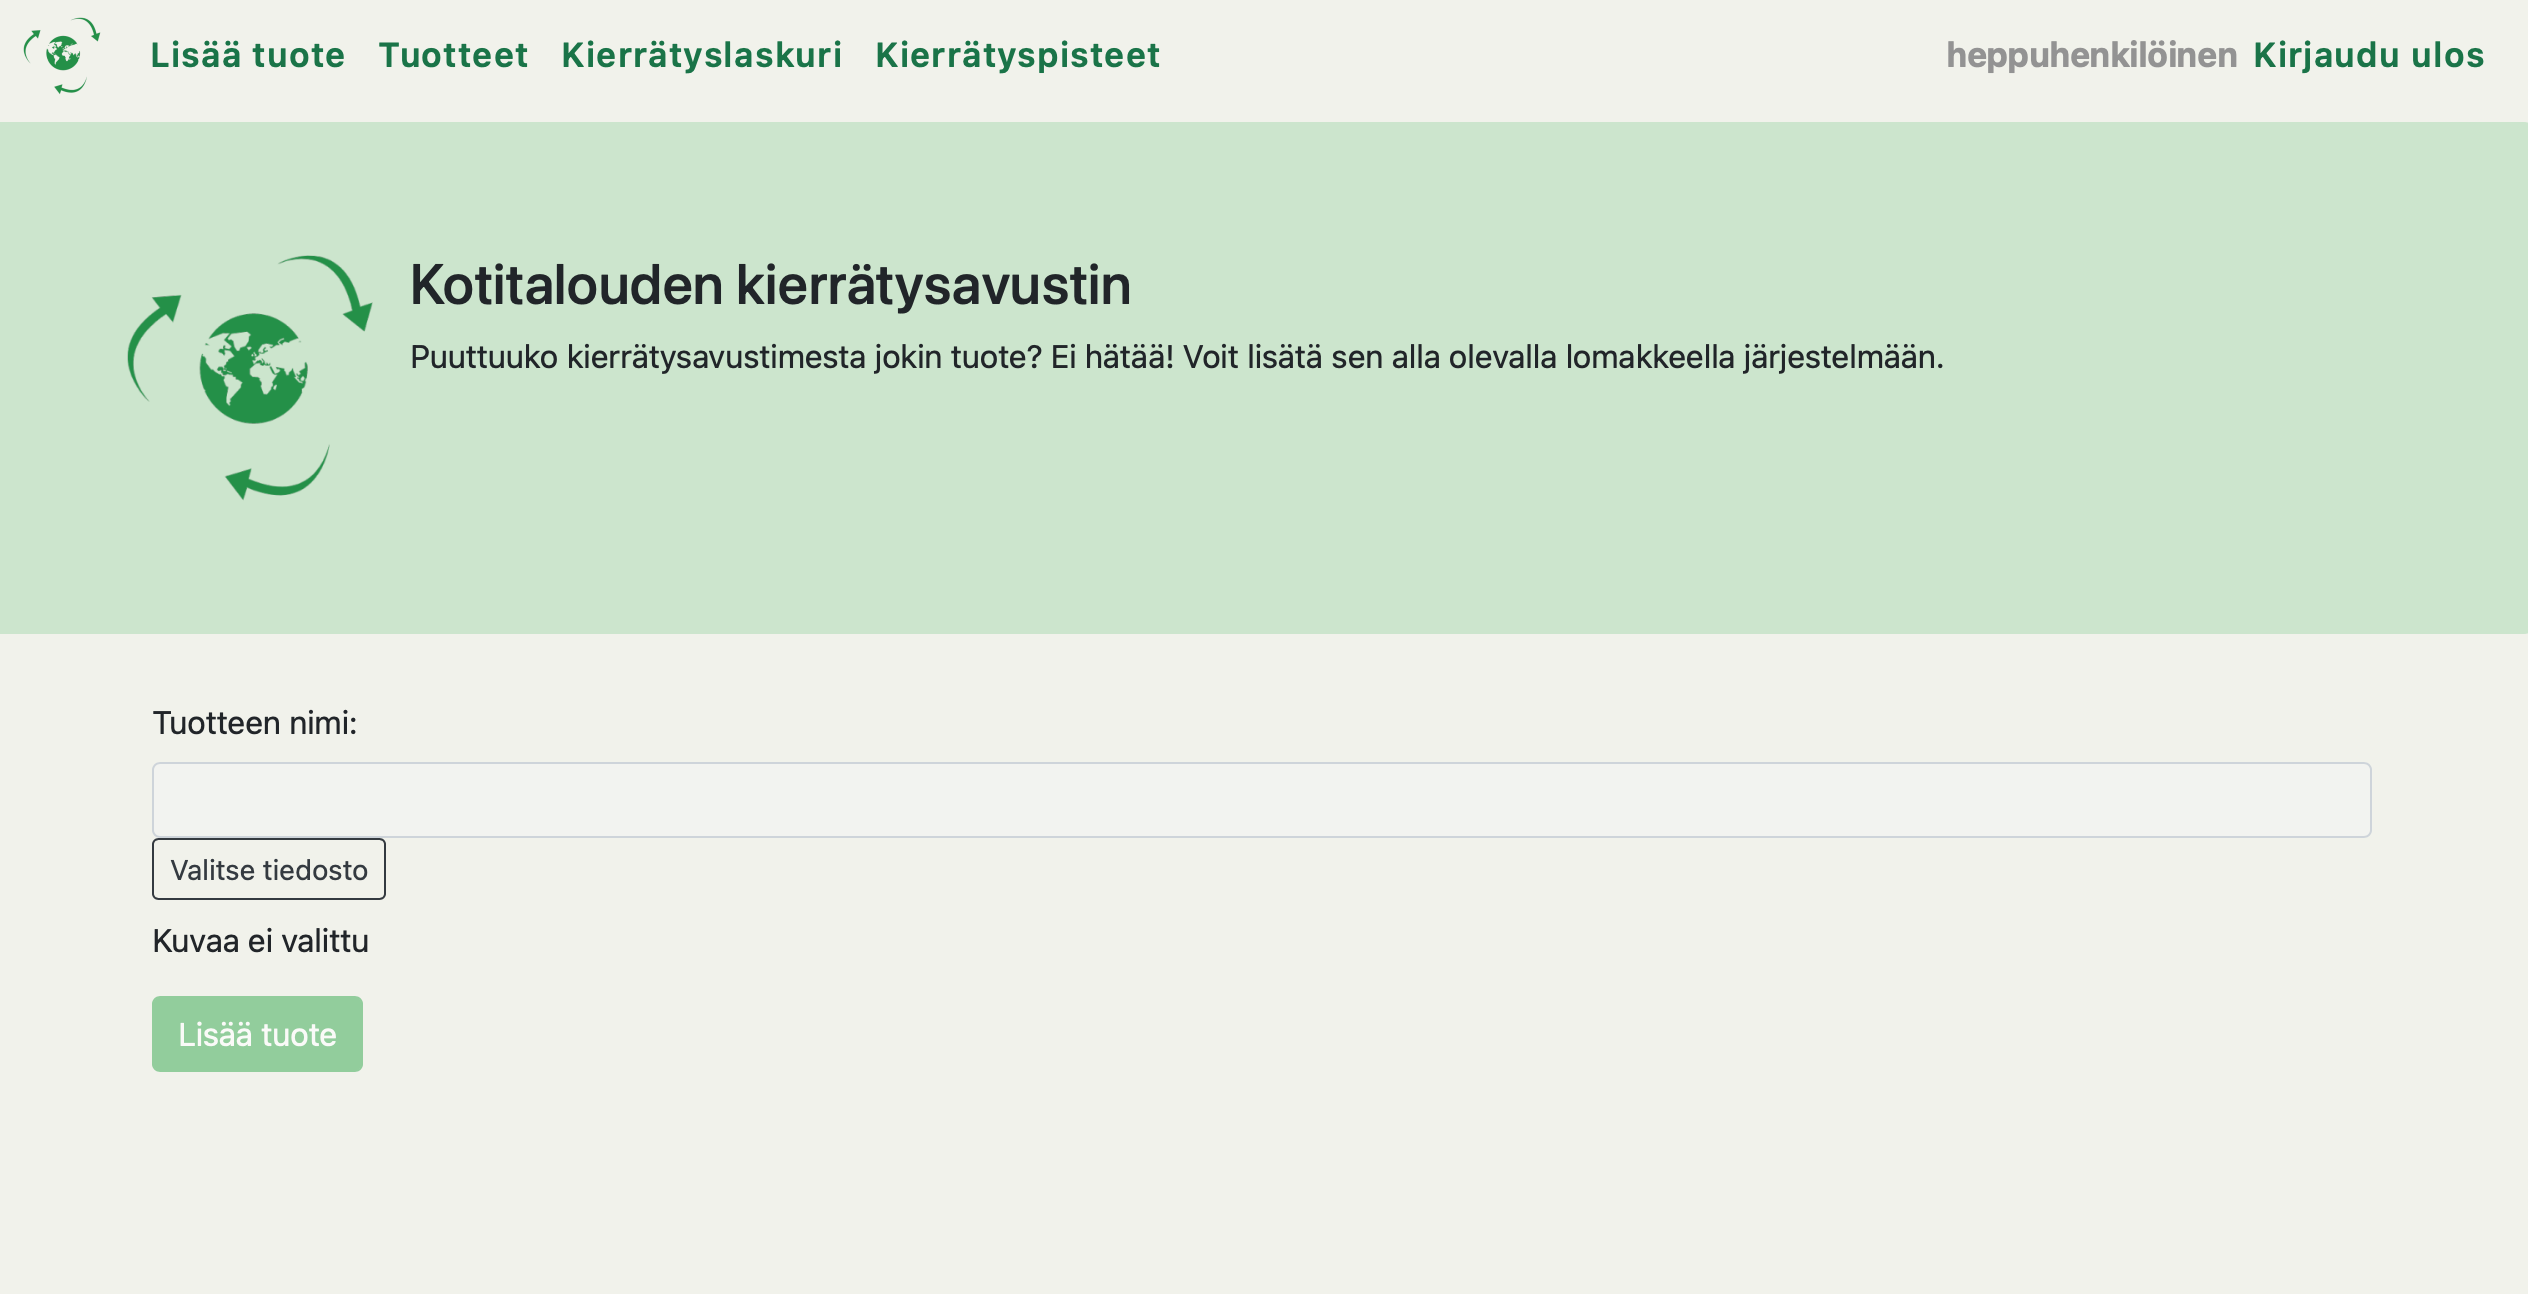 Lisää tuote Tuotteet Kierrätyslaskuri Kierrätyspisteet heppuhenkilöinen Kirjaudu ulos
Kotitalouden kierrätysavustin
Puuttuuko kierrätysavustimesta jokin tuote? Ei hätää! Voit lisätä sen alla olevalla lomakkeella järjestelmään.
Tuotteen nimi:
Valitse tiedosto
Kuvaa ei valittu
Lisää tuote